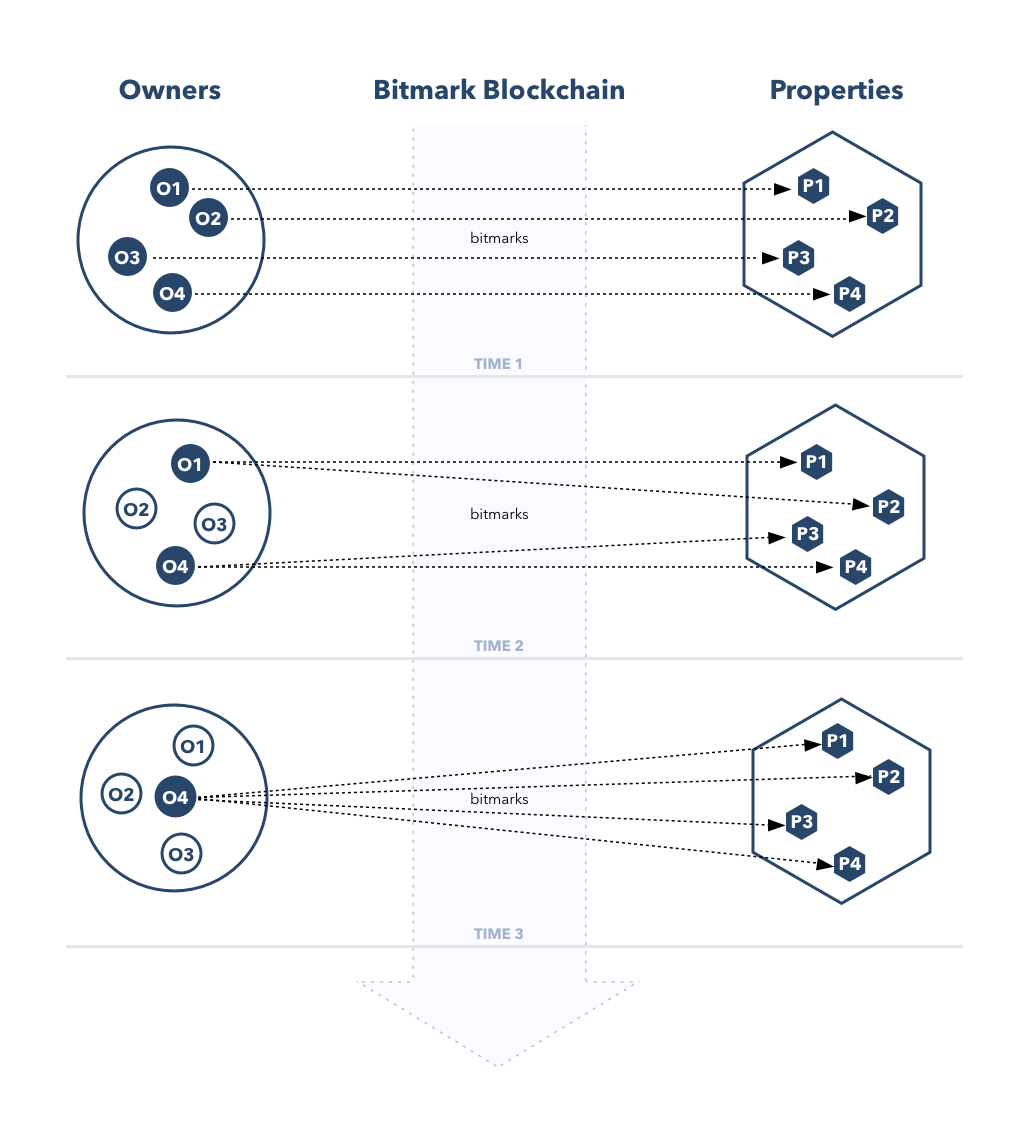 Owners
Bitmark Blockchain
Properties
O1
P1
O2
P2
bitmarks
O3
P3
O4
P4
TIME 1
O1
P1
O2
P2
bitmarks
O3
P3
O4
P4
TIME 2
O1
P1
O2
O4
P2
bitmarks
P3
O3
P4
TIME 3